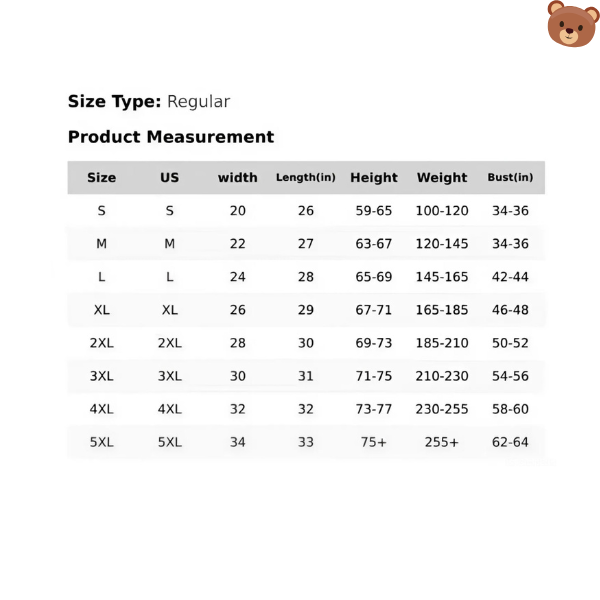 Size Type: Regular
Product Measurement
Size US width Length(in) Height Weight Bust(in)
S S 20 26 59-65 100-120 34-36
M M 22 27 63-67 120-145 34-36
L L 24 28 65-69 145-165 42-44
XL XL 26 29 67-71 165-185 46-48
2XL 2XL 28 30 69-73 185-210 50-52
3XL 3XL 30 31 71-75 210-230 54-56
4XL 4XL 32 32 73-77 230-255 58-60
5XL 5XL 34 33 75+ 255+ 62-64